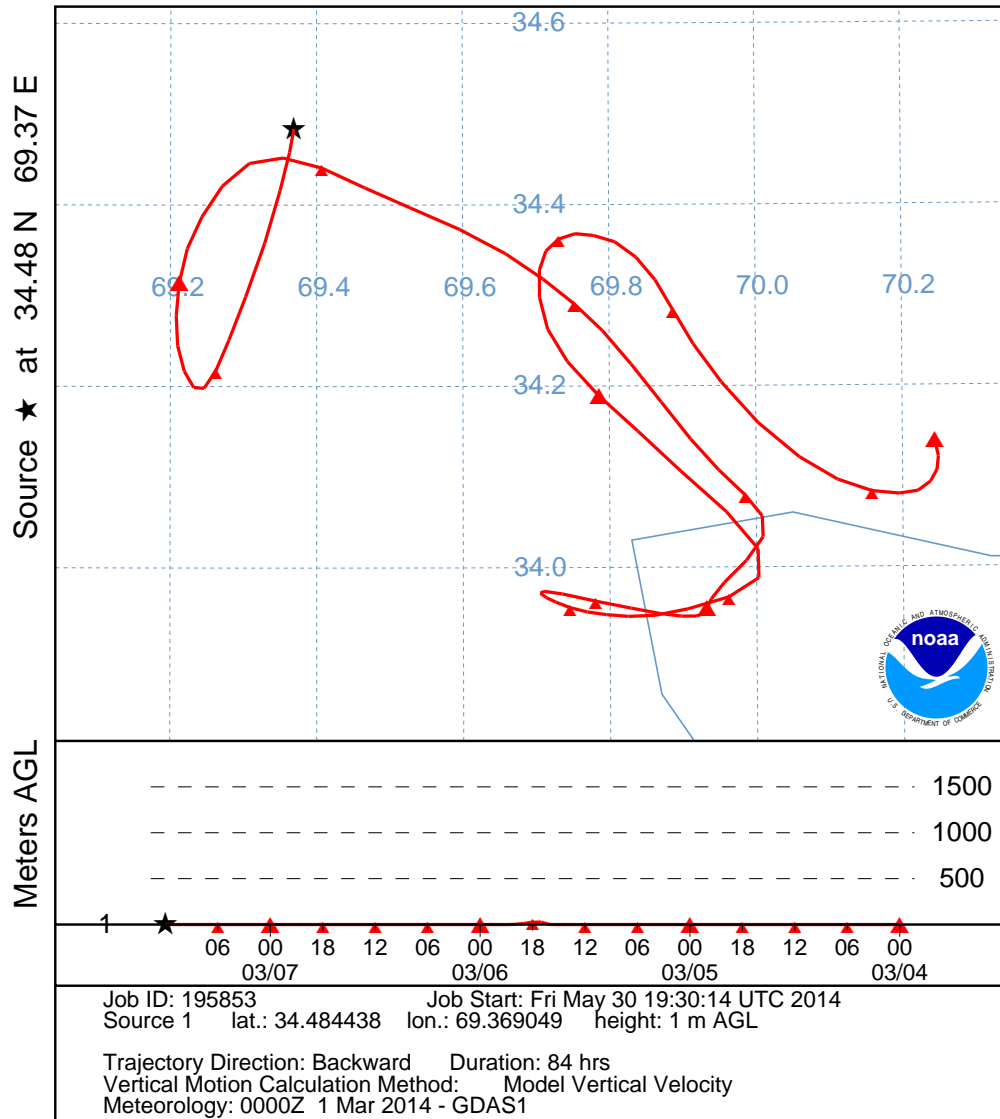 Source ★ at 34.48 N 69.37 E
34.6
34.4
69.2 69.4 69.6 69.8 70.0 70.2
34.2
34.0
NATIONAL OCEANIC AND ATMOSPHERIC ADMINISTRATION
noaa
U.S. DEPARTMENT OF COMMERCE
Meters AGL
1500
1000
500
1
06 00 18 12 06 00 18 12 06 00 18 12 06 00
03/07 03/06 03/05 03/04
Job ID: 195853 Job Start: Fri May 30 19:30:14 UTC 2014
Source 1 lat.: 34.484438 lon.: 69.369049 height: 1 m AGL
Trajectory Direction: Backward Duration: 84 hrs
Vertical Motion Calculation Method: Model Vertical Velocity
Meteorology: 0000Z 1 Mar 2014 - GDAS1